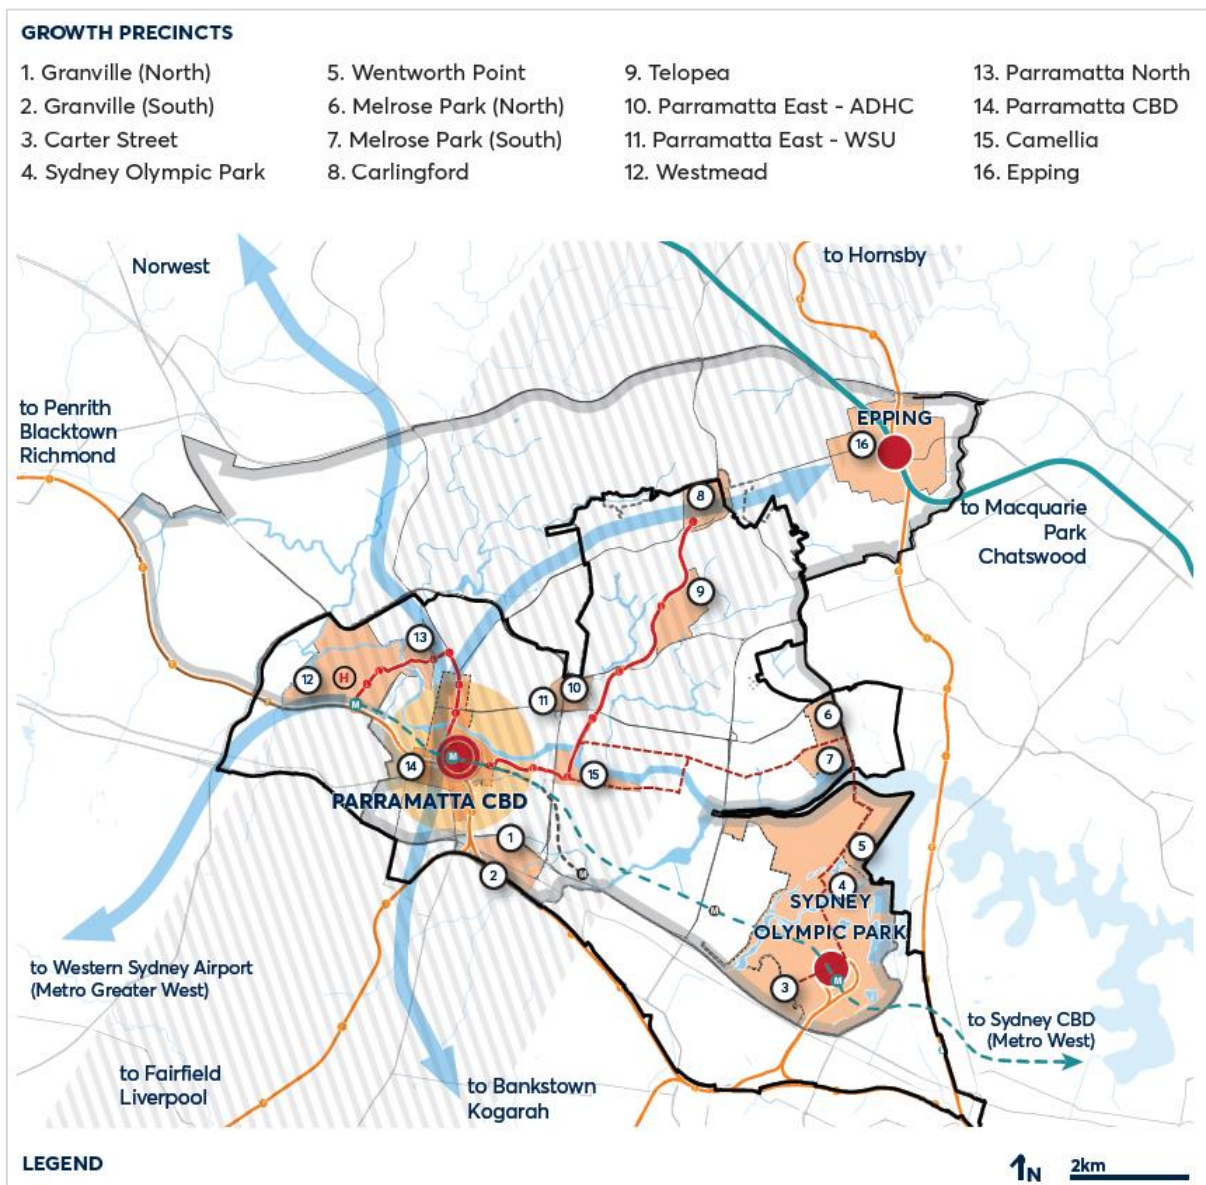 GROWTH PRECINCTS
1. Granville (North)
2. Granville (South)
3. Carter Street
4. Sydney Olympic Park
5. Wentworth Point
6. Melrose Park (North)
7. Melrose Park (South)
8. Carlingford
9. Telopea
10. Parramatta East - ADHC
11. Parramatta East - WSU
12. Westmead
13. Parramatta North
14. Parramatta CBD
15. Camellia
16. Epping
Norwest
to Hornsby
to Penrith
Blacktown
Richmond
EPPING
16
8
to Macquarie
Park
Chatswood
9
13
12
H
10
11
M
6
7
M
14
15
PARRAMATTA CBD
1
2
M
5
4
SYDNEY
M
OLYMPIC PARK
3
M
to Western Sydney Airport
(Metro Greater West)
to Sydney CBD
(Metro West)
to Fairfield
Liverpool
to Bankstown
Kogarah
LEGEND
N
2km